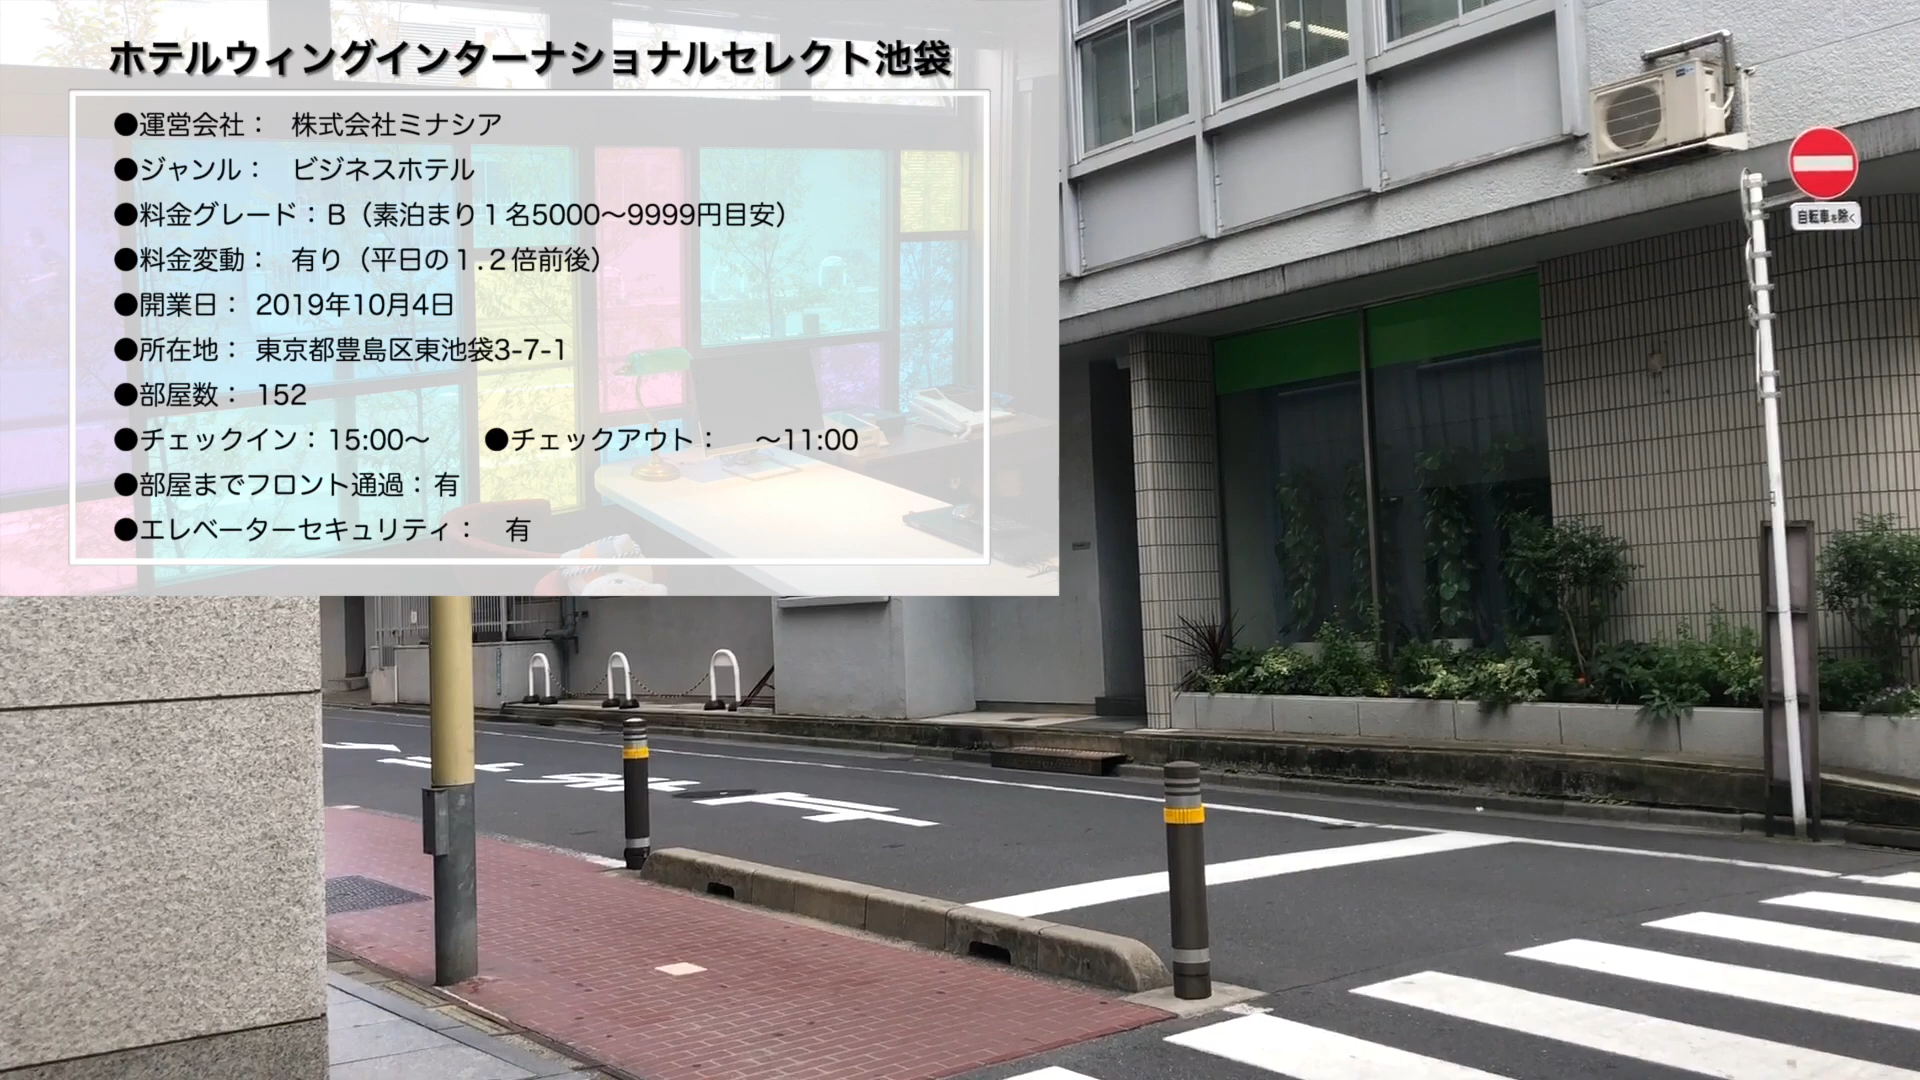 ホテルウィングインターナショナルセレクト池袋
●運営会社： 株式会社ミナシア
●ジャンル： ビジネスホテル
●料金グレード：B（素泊まり１名5000〜9999円目安）
●料金変動： 有り（平日の１.２倍前後）
●開業日： 2019年10月4日
●所在地： 東京都豊島区東池袋3-7-1
●部屋数： 152
●チェックイン：15:00〜 ●チェックアウト： 〜11:00
●部屋までフロント通過：有
●エレベーターセキュリティ： 有
自転車を除く